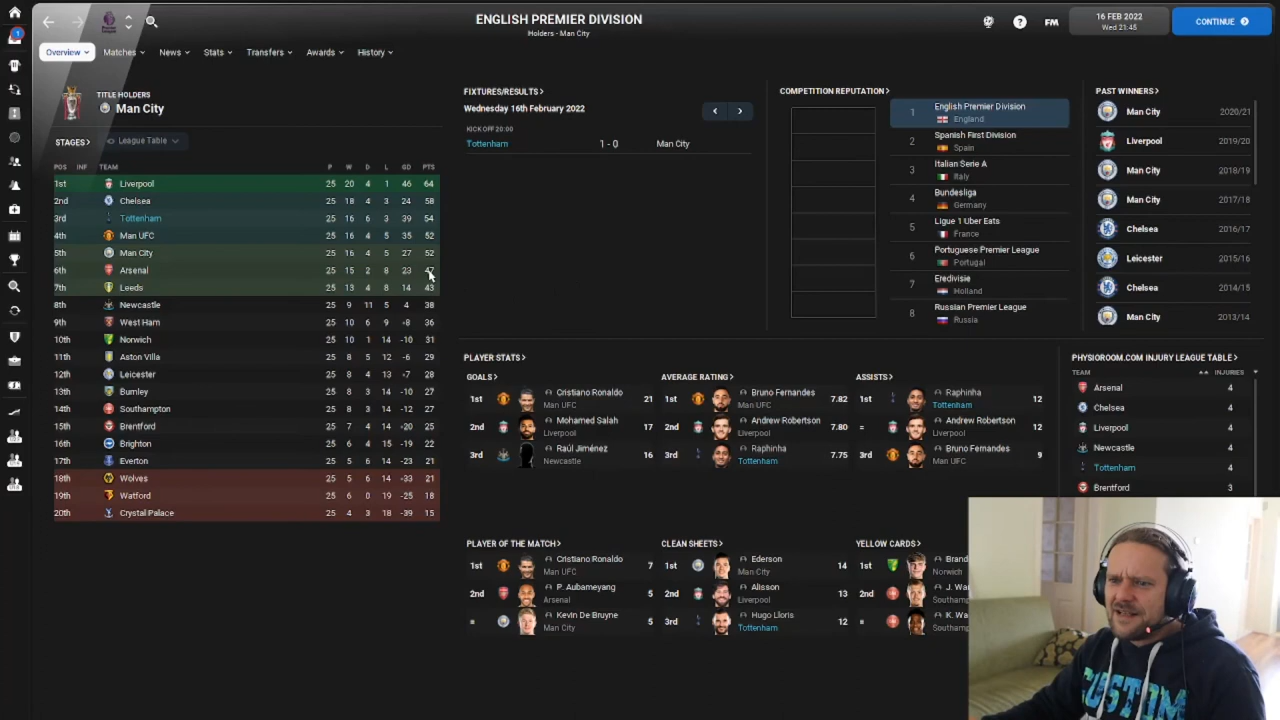 ENGLISH PREMIER DIVISION
Holders - Man City
16 FEB 2022
Wed 21:45
CONTINUE
FM
1
Overview
Matches
News
Stats
Transfers
Awards
History
TITLE HOLDERS
Man City
STAGES>
League Table
POS INF TEAM P W D L GD PTS
1st Liverpool 25 20 4 1 46 64
2nd Chelsea 25 18 4 3 24 58
3rd Tottenham 25 16 6 3 39 54
4th Man UFC 25 16 4 5 35 52
5th Man City 25 16 4 5 27 52
6th Arsenal 25 15 2 8 23 47
7th Leeds 25 13 4 8 14 43
8th Newcastle 25 9 11 5 4 38
9th West Ham 25 10 6 9 -8 36
10th Norwich 25 10 1 14 -10 31
11th Aston Villa 25 8 5 12 -6 29
12th Leicester 25 8 4 13 -7 28
13th Burnley 25 8 3 14 -10 27
14th Southampton 25 8 3 14 -12 27
15th Brentford 25 7 4 14 -20 25
16th Brighton 25 6 4 15 -19 22
17th Everton 25 5 6 14 -23 21
18th Wolves 25 5 6 14 -33 21
19th Watford 25 6 0 19 -25 18
20th Crystal Palace 25 4 3 18 -39 15
FIXTURES/RESULTS>
Wednesday 16th February 2022
KICK OFF 20:00
Tottenham 1 - 0 Man City
COMPETITION REPUTATION >
1 English Premier Division
England
2 Spanish First Division
Spain
3 Italian Serie A
Italy
4 Bundesliga
Germany
5 Ligue 1 Uber Eats
France
6 Portuguese Premier League
Portugal
7 Eredivisie
Holland
8 Russian Premier League
Russia
PAST WINNERS >
Man City 2020/21
Liverpool 2019/20
Man City 2018/19
Man City 2017/18
Chelsea 2016/17
Leicester 2015/16
Chelsea 2014/15
Man City 2013/14
PLAYER STATS>
GOALS>
1st Cristiano Ronaldo 21
Man UFC
2nd Mohamed Salah 17
Liverpool
3rd Raúl Jiménez 16
Newcastle
AVERAGE RATING>
1st Bruno Fernandes 7.82
Man UFC
2nd Andrew Robertson 7.80
Liverpool
3rd Raphinha 7.75
Tottenham
ASSISTS>
1st Raphinha 12
Tottenham
= Andrew Robertson 12
Liverpool
3rd Bruno Fernandes 9
Man UFC
PLAYER OF THE MATCH >
1st Cristiano Ronaldo 7
Man UFC
2nd P. Aubameyang 5
Arsenal
= Kevin De Bruyne 5
Man City
CLEAN SHEETS>
1st Ederson 14
Man City
2nd Alisson 13
Liverpool
3rd Hugo Lloris 12
Tottenham
YELLOW CARDS >
1st Brand
Norwich
2nd J. Wa
Southamp
= K. Wa
Southamp
PHYSIOROOM.COM INJURY LEAGUE TABLE>
TEAM INJURIES
Arsenal 4
Chelsea 4
Liverpool 4
Newcastle 4
Tottenham 4
Brentford 3
CUSTOM